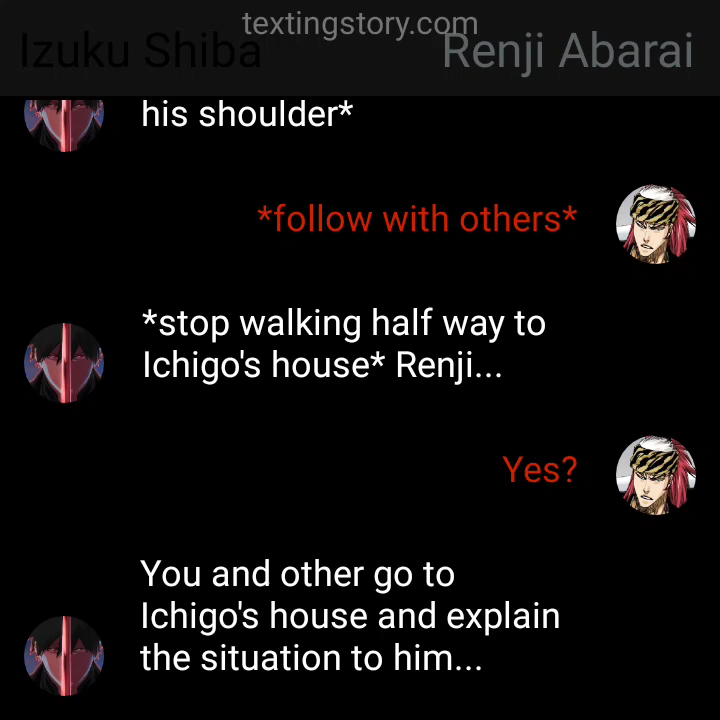 textingstory.com
Izuku Shiba
Renji Abarai
his shoulder*
*follow with others*
*stop walking half way to
Ichigo's house* Renji...
Yes?
You and other go to
Ichigo's house and explain
the situation to him...